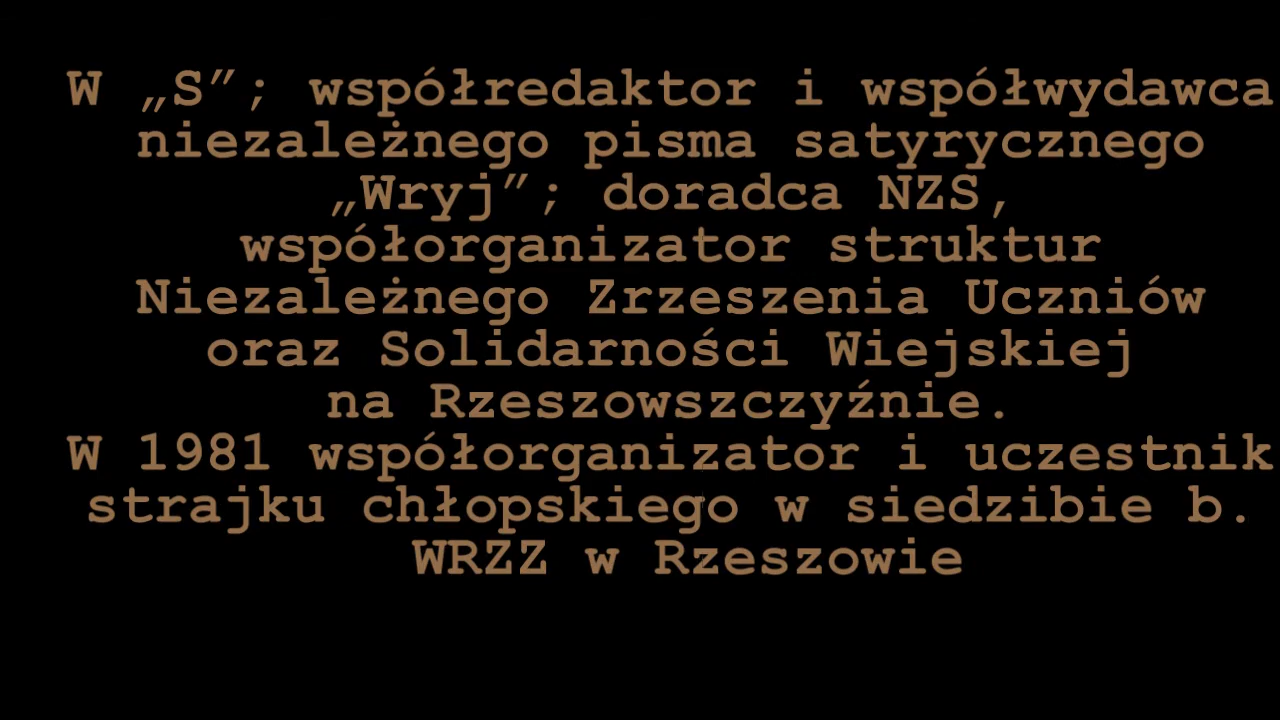 W „S”; współredaktor i współwydawca
niezależnego pisma satyrycznego
„Wryj”; doradca NZS,
współorganizator struktur
Niezależnego Zrzeszenia Uczniów
oraz Solidarności Wiejskiej
na Rzeszowszczyźnie.
W 1981 współorganizator i uczestnik
strajku chłopskiego w siedzibie b.
WRZZ w Rzeszowie